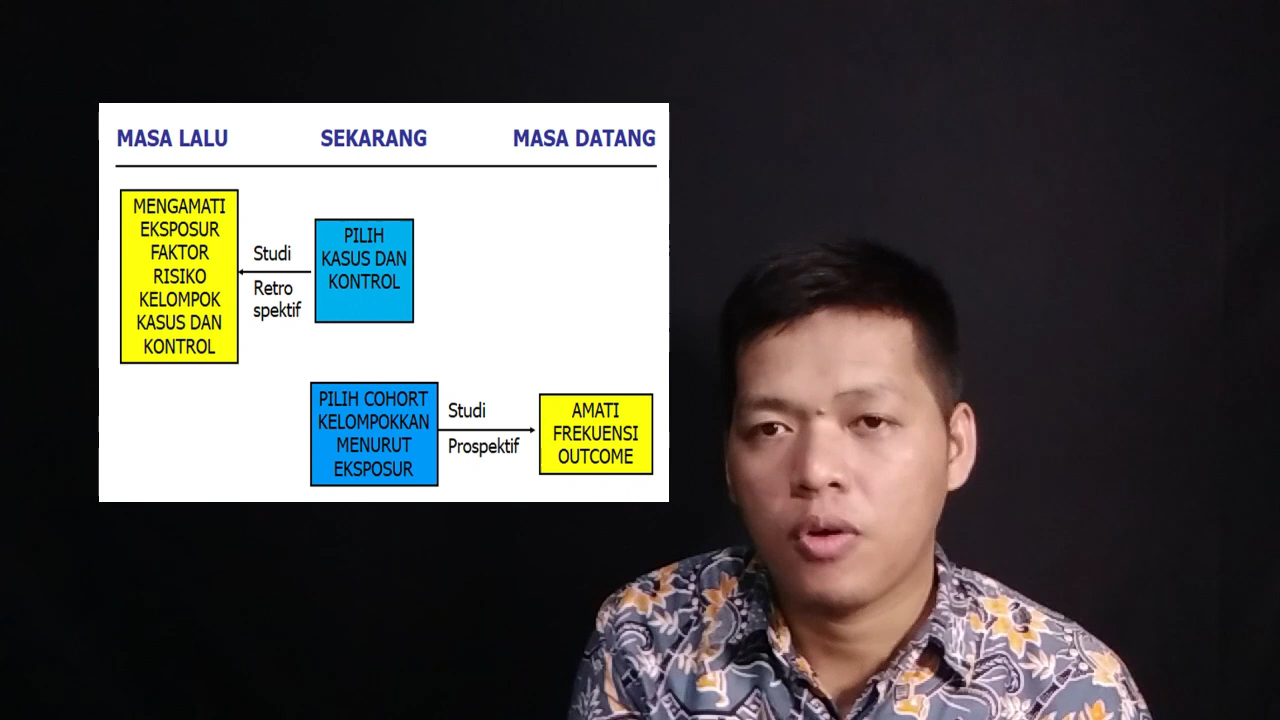 MASA LALU
SEKARANG
MASA DATANG
MENGAMATI
EKSPOSUR
FAKTOR
RISIKO
KELOMPOK
KASUS DAN
KONTROL
Studi
Retro
spektif
PILIH
KASUS DAN
KONTROL
PILIH COHORT
KELOMPOKKAN
MENURUT
EKSPOSUR
Studi
Prospektif
AMATI
FREKUENSI
OUTCOME